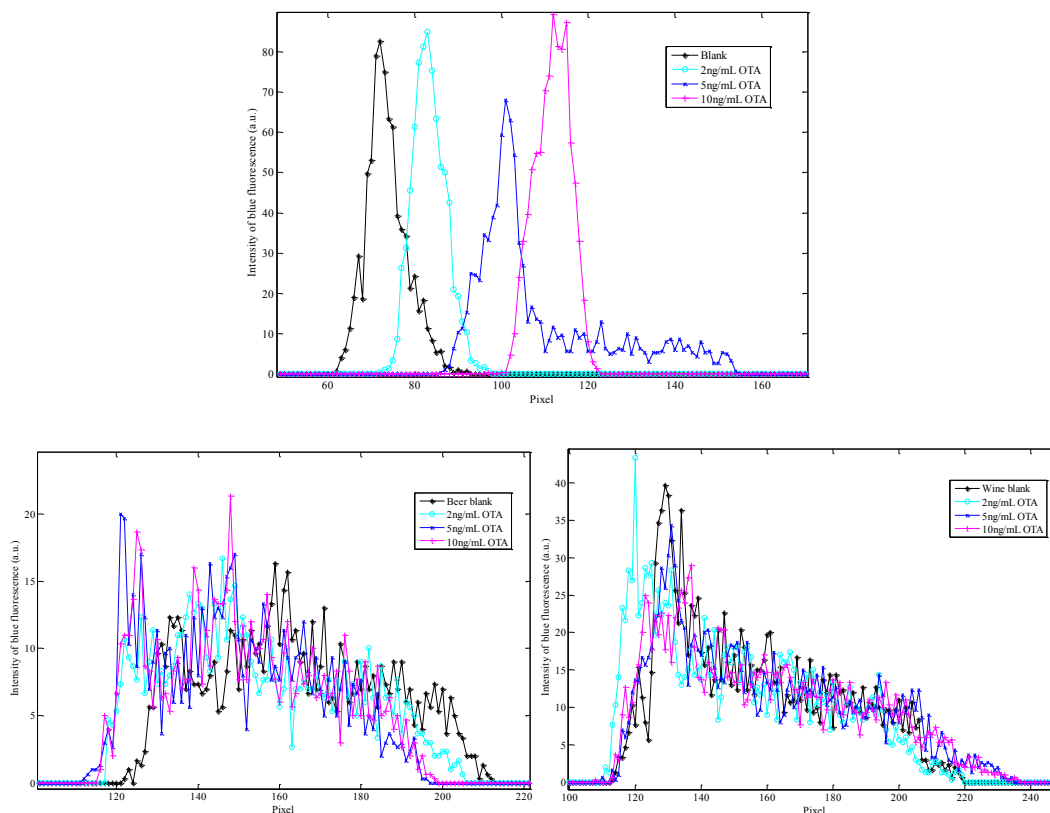 Intensity of blue fluorescence (a.u.)
80
70
60
50
40
30
20
10
0
Blank
2ng/mL OTA
5ng/mL OTA
10ng/mL OTA
60 80 100 120 140 160
Pixel
Intensity of blue fluorescence (a.u.)
20
15
10
5
0
Beer blank
2ng/mL OTA
5ng/mL OTA
10ng/mL OTA
120 140 160 180 200 220
Pixel
Intensity of blue fluorescence (a.u.)
40
35
30
25
20
15
10
5
0
Wine blank
2ng/mL OTA
5ng/mL OTA
10ng/mL OTA
100 120 140 160 180 200 220 240
Pixel